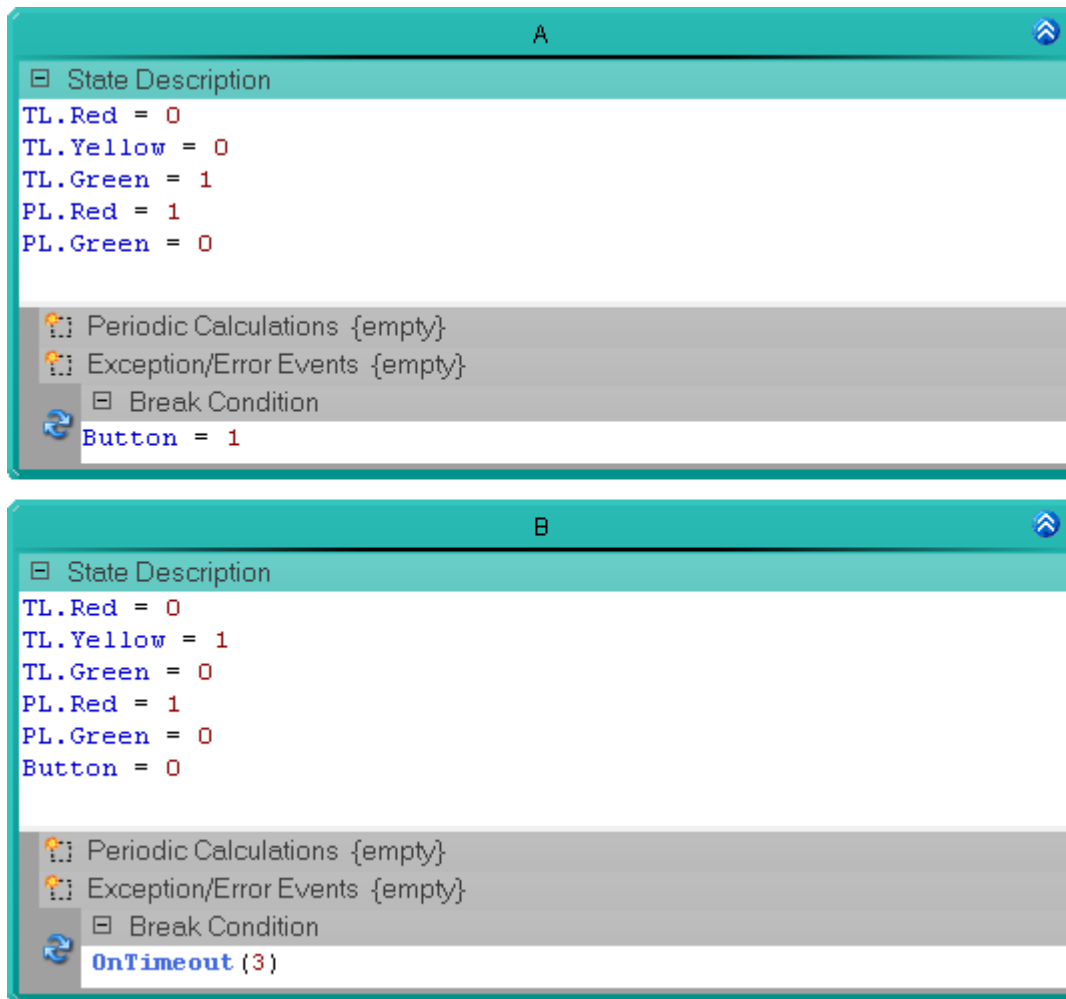 A
State Description
TL.Red = 0
TL.Yellow = 0
TL.Green = 1
PL.Red = 1
PL.Green = 0
Periodic Calculations {empty}
Exception/Error Events {empty}
Break Condition
Button = 1
B
State Description
TL.Red = 0
TL.Yellow = 1
TL.Green = 0
PL.Red = 1
PL.Green = 0
Button = 0
Periodic Calculations {empty}
Exception/Error Events {empty}
Break Condition
OnTimeout(3)